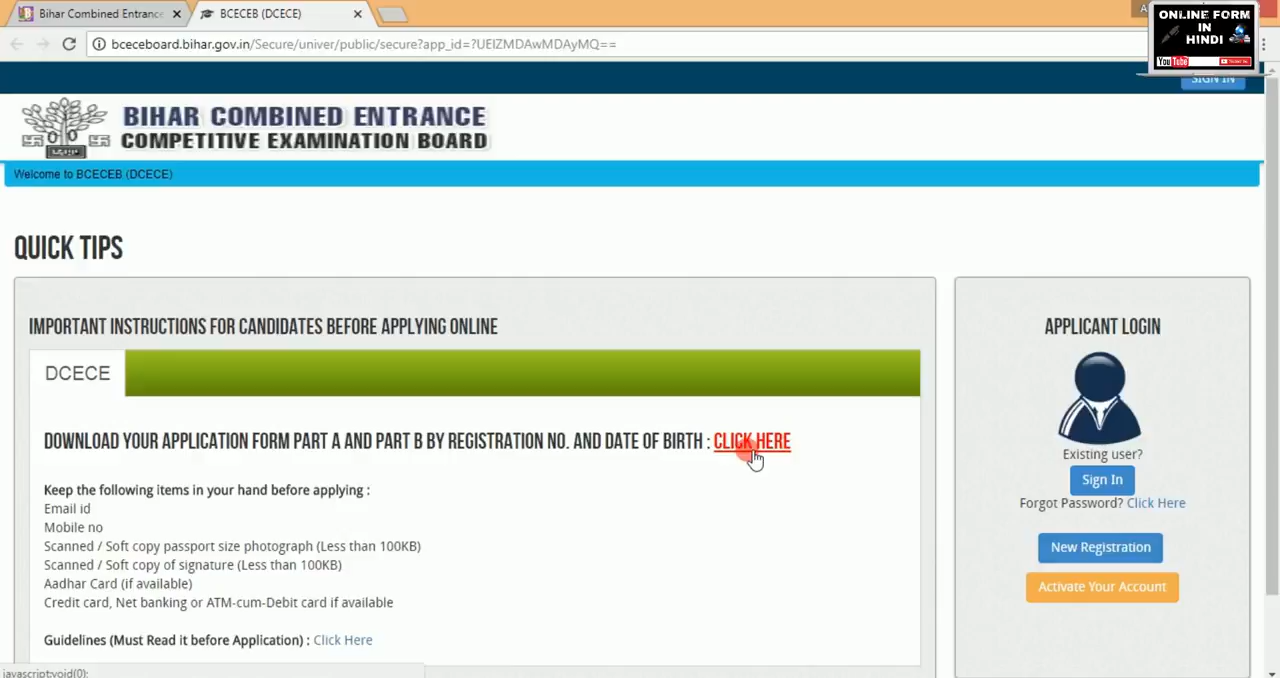 Bihar Combined Entrance
BCECEB (DCECE)
bceceboard.bihar.gov.in/Secure/univer/public/secure?app_id=?UEIZMDAwMDAyMQ==
ONLINE FORM
IN
HINDI
YouTube
SIGN IN
BIHAR COMBINED ENTRANCE
COMPETITIVE EXAMINATION BOARD
Welcome to BCECEB (DCECE)
QUICK TIPS
IMPORTANT INSTRUCTIONS FOR CANDIDATES BEFORE APPLYING ONLINE
DCECE
DOWNLOAD YOUR APPLICATION FORM PART A AND PART B BY REGISTRATION NO. AND DATE OF BIRTH : CLICK HERE
Keep the following items in your hand before applying :
Email id
Mobile no
Scanned / Soft copy passport size photograph (Less than 100KB)
Scanned / Soft copy of signature (Less than 100KB)
Aadhar Card (if available)
Credit card, Net banking or ATM-cum-Debit card if available
Guidelines (Must Read it before Application) : Click Here
APPLICANT LOGIN
Existing user?
Sign In
Forgot Password? Click Here
New Registration
Activate Your Account
javascript:void(0);